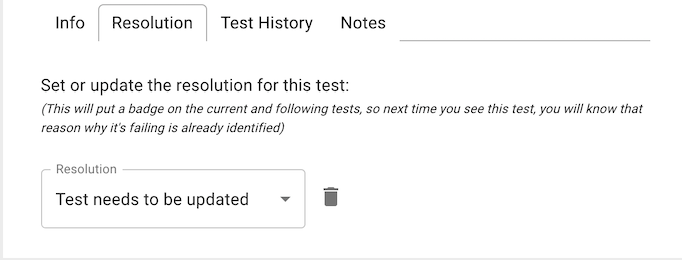 Info Resolution Test History Notes
Set or update the resolution for this test:
(This will put a badge on the current and following tests, so next time you see this test, you will know that
reason why it's failing is already identified)
Resolution
Test needs to be updated